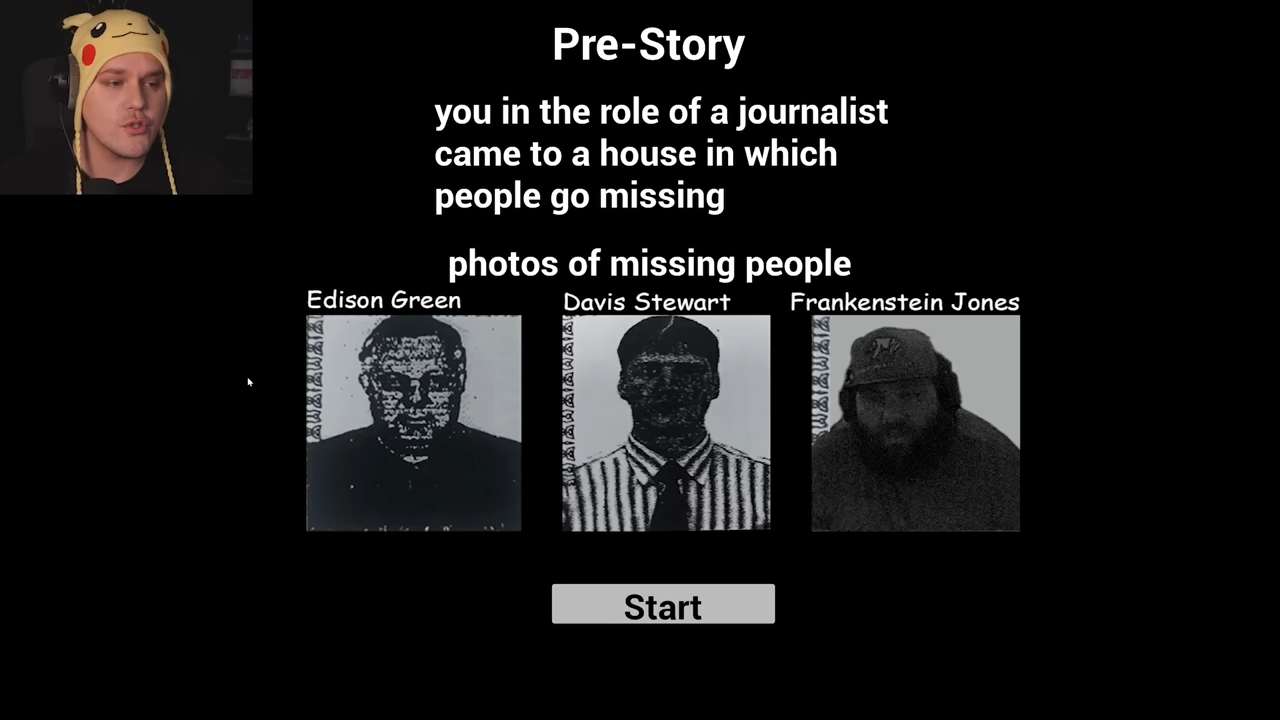 Pre-Story
you in the role of a journalist
came to a house in which
people go missing
photos of missing people
Edison Green
Davis Stewart
Frankenstein Jones
Start